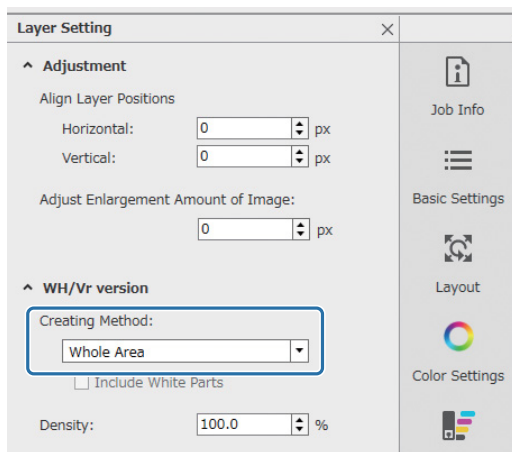 Layer Setting
Adjustment
Align Layer Positions
Horizontal: 0 px
Vertical: 0 px
Adjust Enlargement Amount of Image:
0 px
WH/Vr version
Creating Method:
Whole Area
Include White Parts
Density: 100.0 %
Job Info
Basic Settings
Layout
Color Settings